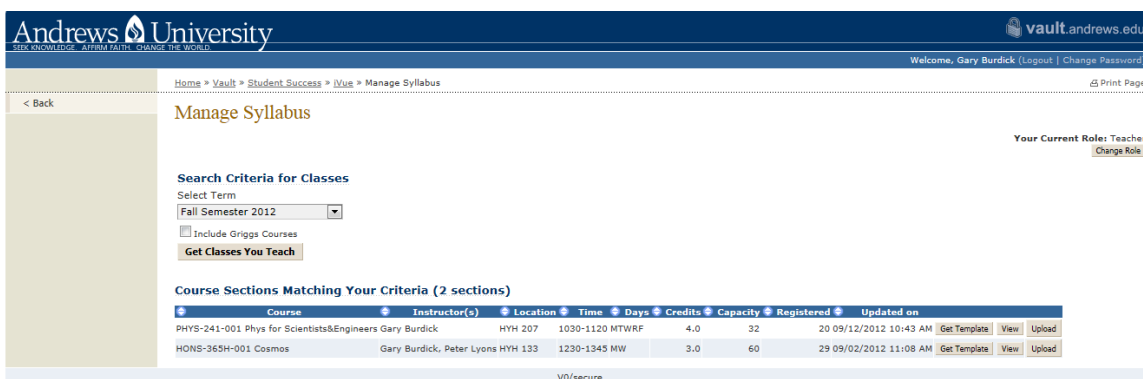 Andrews University
SEEK KNOWLEDGE. AFFIRM FAITH. CHANGE THE WORLD.
vault.andrews.edu
Welcome, Gary Burdick (Logout | Change Password
Home » Vault » Student Success » iVue » Manage Syllabus
Print Page
< Back
Manage Syllabus
Your Current Role: Teacher
Change Role
Search Criteria for Classes
Select Term
Fall Semester 2012
Include Griggs Courses
Get Classes You Teach
Course Sections Matching Your Criteria (2 sections)
Course Instructor(s) Location Time Days Credits Capacity Registered Updated on
PHYS-241-001 Phys for Scientists&Engineers Gary Burdick HYH 207 1030-1120 MTWRF 4.0 32 20 09/12/2012 10:43 AM Get Template View Upload
HONS-365H-001 Cosmos Gary Burdick, Peter Lyons HYH 133 1230-1345 MW 3.0 60 29 09/02/2012 11:08 AM Get Template View Upload
V0/secure